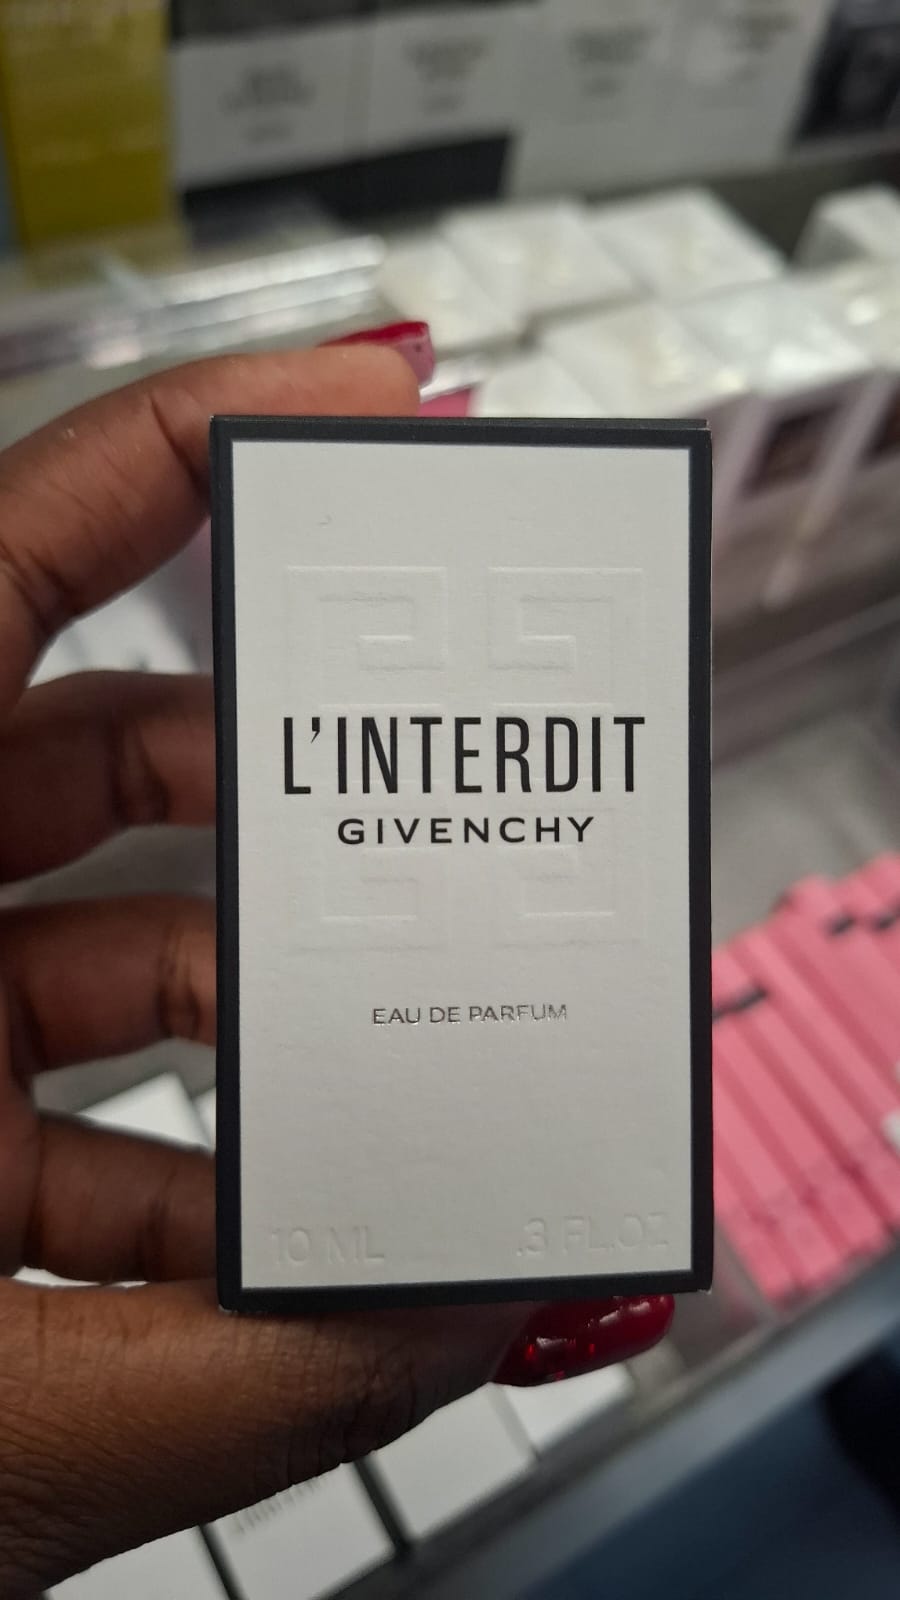 L'INTERDIT
GIVENCHY
EAU DE PARFUM
10 ML .3 FL.OZ